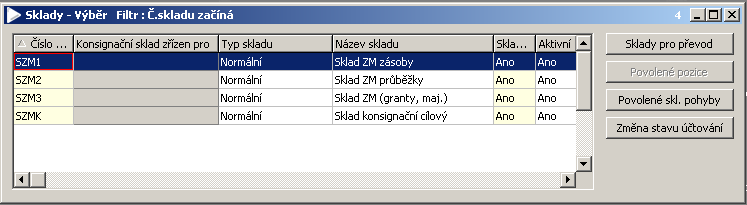 Sklady - Výběr Filtr : Č.skladu začíná 4
Číslo ... Konsignační sklad zřízen pro Typ skladu Název skladu Skla... Aktivní
SZM1 Normální Sklad ZM zásoby Ano Ano
SZM2 Normální Sklad ZM průběžky Ano Ano
SZM3 Normální Sklad ZM (granty, maj.) Ano Ano
SZMK Normální Sklad konsignační cílový Ano Ano
Sklady pro převod
Povolené pozice
Povolené skl. pohyby
Změna stavu účtování